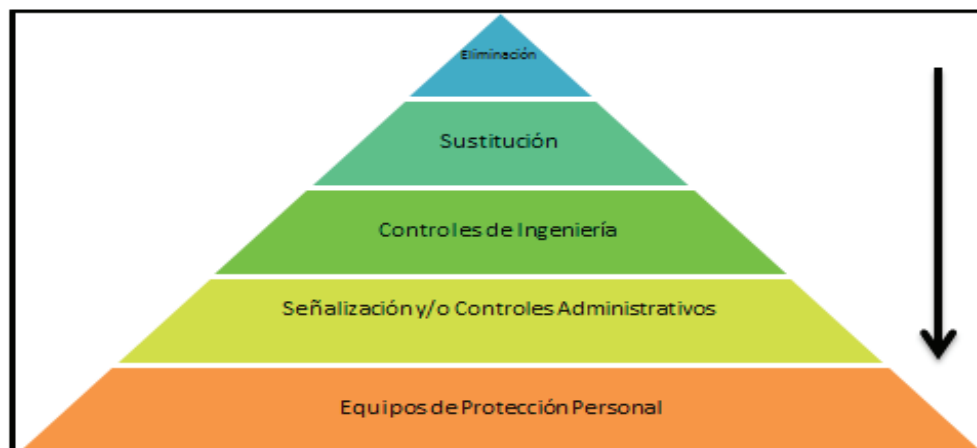 Eliminación
Sustitución
Controles de Ingeniería
Señalización y/o Controles Administrativos
Equipos de Protección Personal